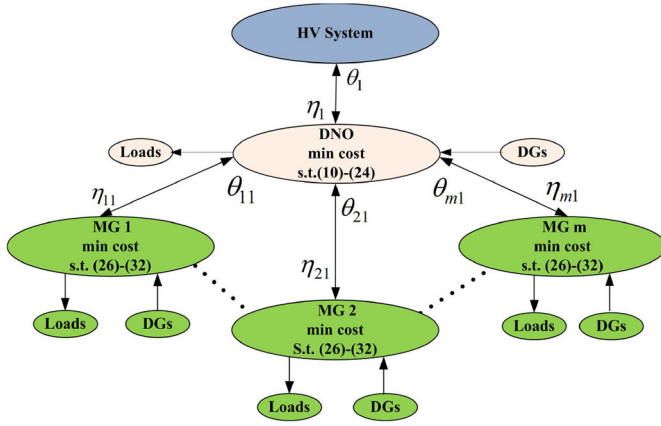 HV System
θ1
η1
DNO
min cost
s.t.(10)-(24)
Loads
DGs
η11
θ11
θ21
θm1
ηm1
MG 1
min cost
s.t. (26)-(32)
MG m
min cost
s.t. (26)-(32)
η21
MG 2
min cost
S.t. (26)-(32)
Loads
DGs
Loads
DGs
Loads
DGs